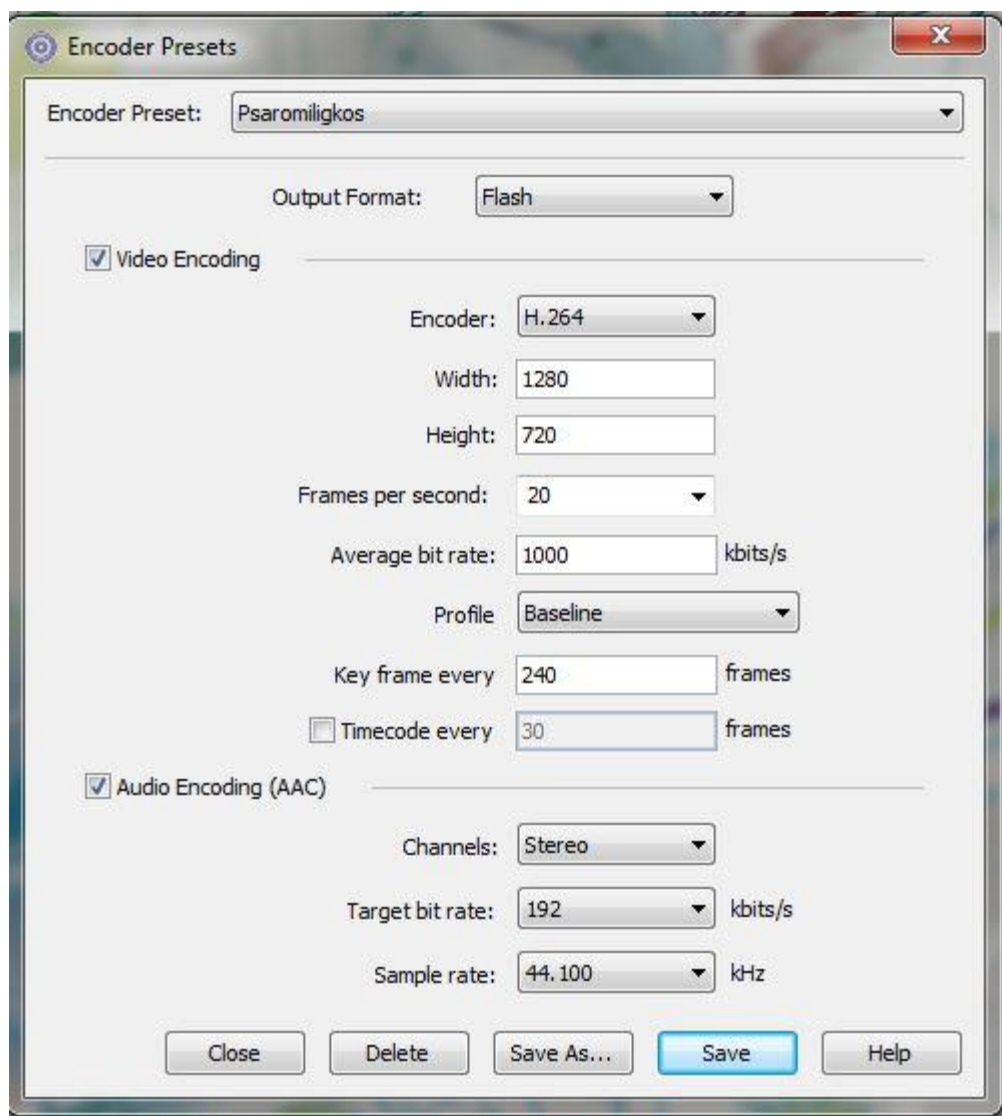 Encoder Presets
Encoder Preset: Psaromiligkos
Output Format: Flash
Video Encoding
Encoder: H.264
Width: 1280
Height: 720
Frames per second: 20
Average bit rate: 1000 kbits/s
Profile Baseline
Key frame every 240 frames
Timecode every 30 frames
Audio Encoding (AAC)
Channels: Stereo
Target bit rate: 192 kbits/s
Sample rate: 44.100 kHz
Close Delete Save As... Save Help